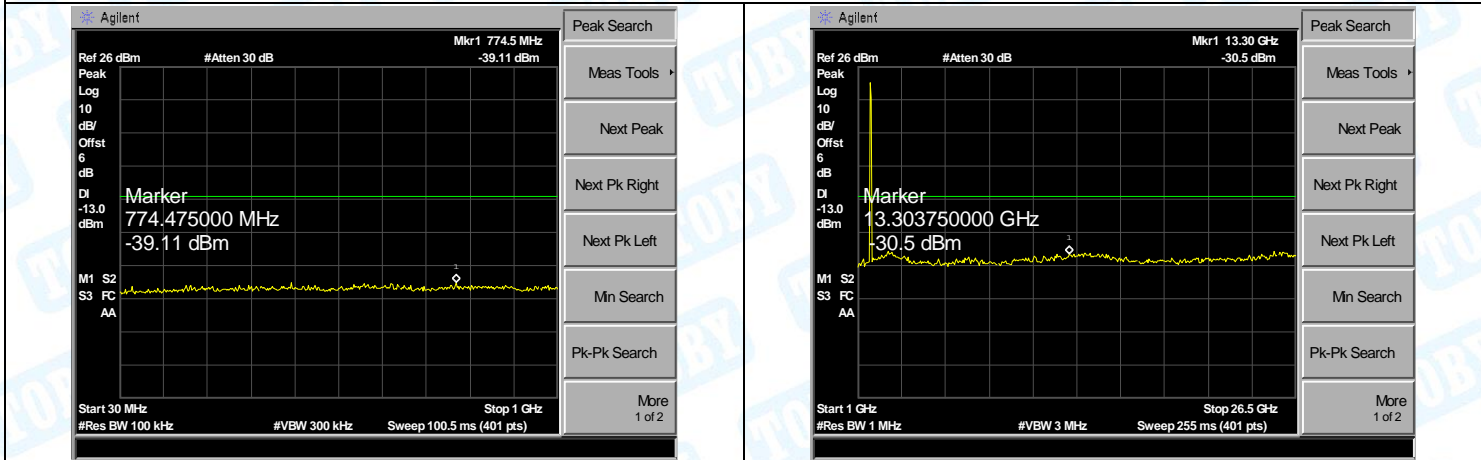 Agilent
Peak Search
Mkr1 774.5 MHz
Ref 26 dBm #Atten 30 dB -39.11 dBm
Peak
Log
10
dB/
Offst
6
dB
DI
-13.0
dBm
Marker
774.475000 MHz
-39.11 dBm
1
M1 S2
S3 FC
AA
Start 30 MHz Stop 1 GHz
#Res BW 100 kHz #VBW 300 kHz Sweep 100.5 ms (401 pts)
Meas Tools
Next Peak
Next Pk Right
Next Pk Left
Min Search
Pk-Pk Search
More
1 of 2
Agilent
Peak Search
Mkr1 13.30 GHz
Ref 26 dBm #Atten 30 dB -30.5 dBm
Peak
Log
10
dB/
Offst
6
dB
DI
-13.0
dBm
Marker
13.303750000 GHz
-30.5 dBm
1
M1 S2
S3 FC
AA
Start 1 GHz Stop 26.5 GHz
#Res BW 1 MHz #VBW 3 MHz Sweep 255 ms (401 pts)
Meas Tools
Next Peak
Next Pk Right
Next Pk Left
Min Search
Pk-Pk Search
More
1 of 2
TOBY